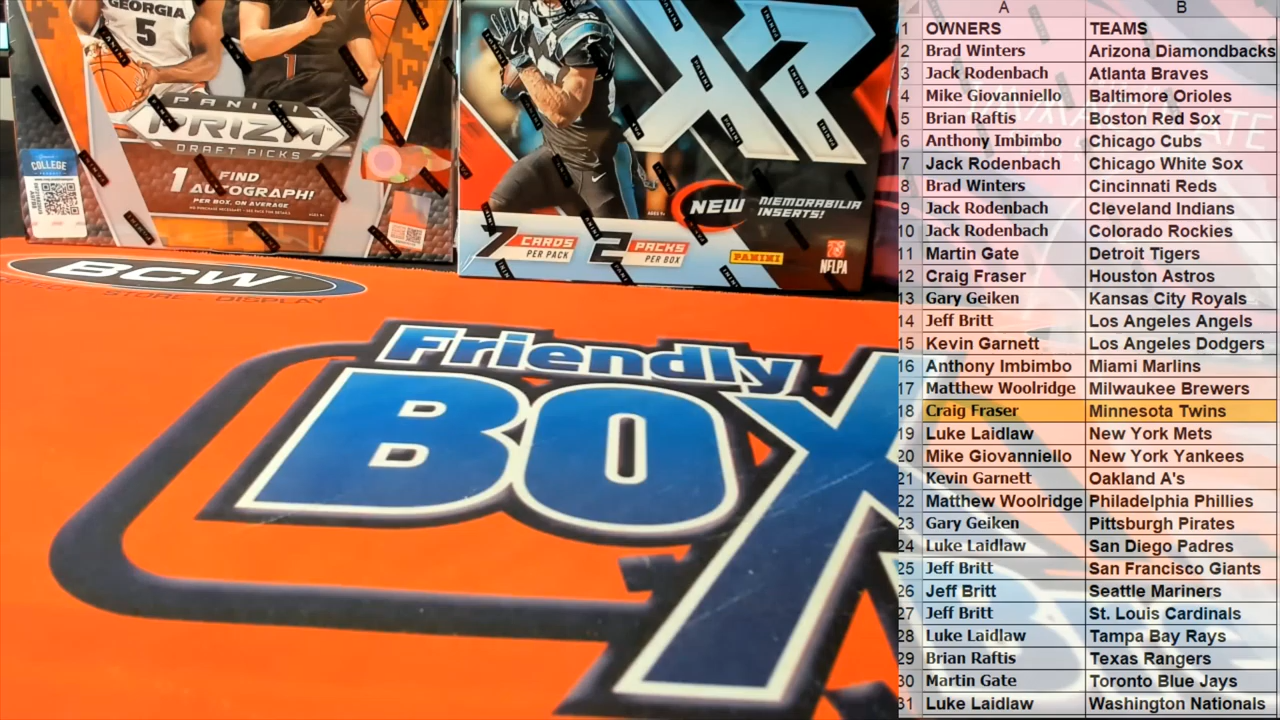 GEORGIA
5
1
PANINI
PRIZM
DRAFT PICKS
COLLEGE
1 FIND
AUTOGRAPH!
PER BOX, ON AVERAGE
XR
NEW MEMORABILIA
INSERTS!
7 CARDS
PER PACK
2 PACKS
PER BOX
PANINI
NFLPA
BCW
STORE DISPLAY
Friendly
BOX
A B
1 OWNERS TEAMS
2 Brad Winters Arizona Diamondbacks
3 Jack Rodenbach Atlanta Braves
4 Mike Giovanniello Baltimore Orioles
5 Brian Raftis Boston Red Sox
6 Anthony Imbimbo Chicago Cubs
7 Jack Rodenbach Chicago White Sox
8 Brad Winters Cincinnati Reds
9 Jack Rodenbach Cleveland Indians
10 Jack Rodenbach Colorado Rockies
11 Martin Gate Detroit Tigers
12 Craig Fraser Houston Astros
13 Gary Geiken Kansas City Royals
14 Jeff Britt Los Angeles Angels
15 Kevin Garnett Los Angeles Dodgers
16 Anthony Imbimbo Miami Marlins
17 Matthew Woolridge Milwaukee Brewers
18 Craig Fraser Minnesota Twins
19 Luke Laidlaw New York Mets
20 Mike Giovanniello New York Yankees
21 Kevin Garnett Oakland A's
22 Matthew Woolridge Philadelphia Phillies
23 Gary Geiken Pittsburgh Pirates
24 Luke Laidlaw San Diego Padres
25 Jeff Britt San Francisco Giants
26 Jeff Britt Seattle Mariners
27 Jeff Britt St. Louis Cardinals
28 Luke Laidlaw Tampa Bay Rays
29 Brian Raftis Texas Rangers
30 Martin Gate Toronto Blue Jays
31 Luke Laidlaw Washington Nationals